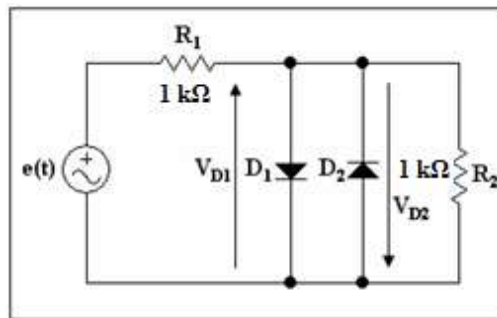 R1
1 kΩ
e(t)
+
VD1
D1
D2
1 kΩ
R2
VD2